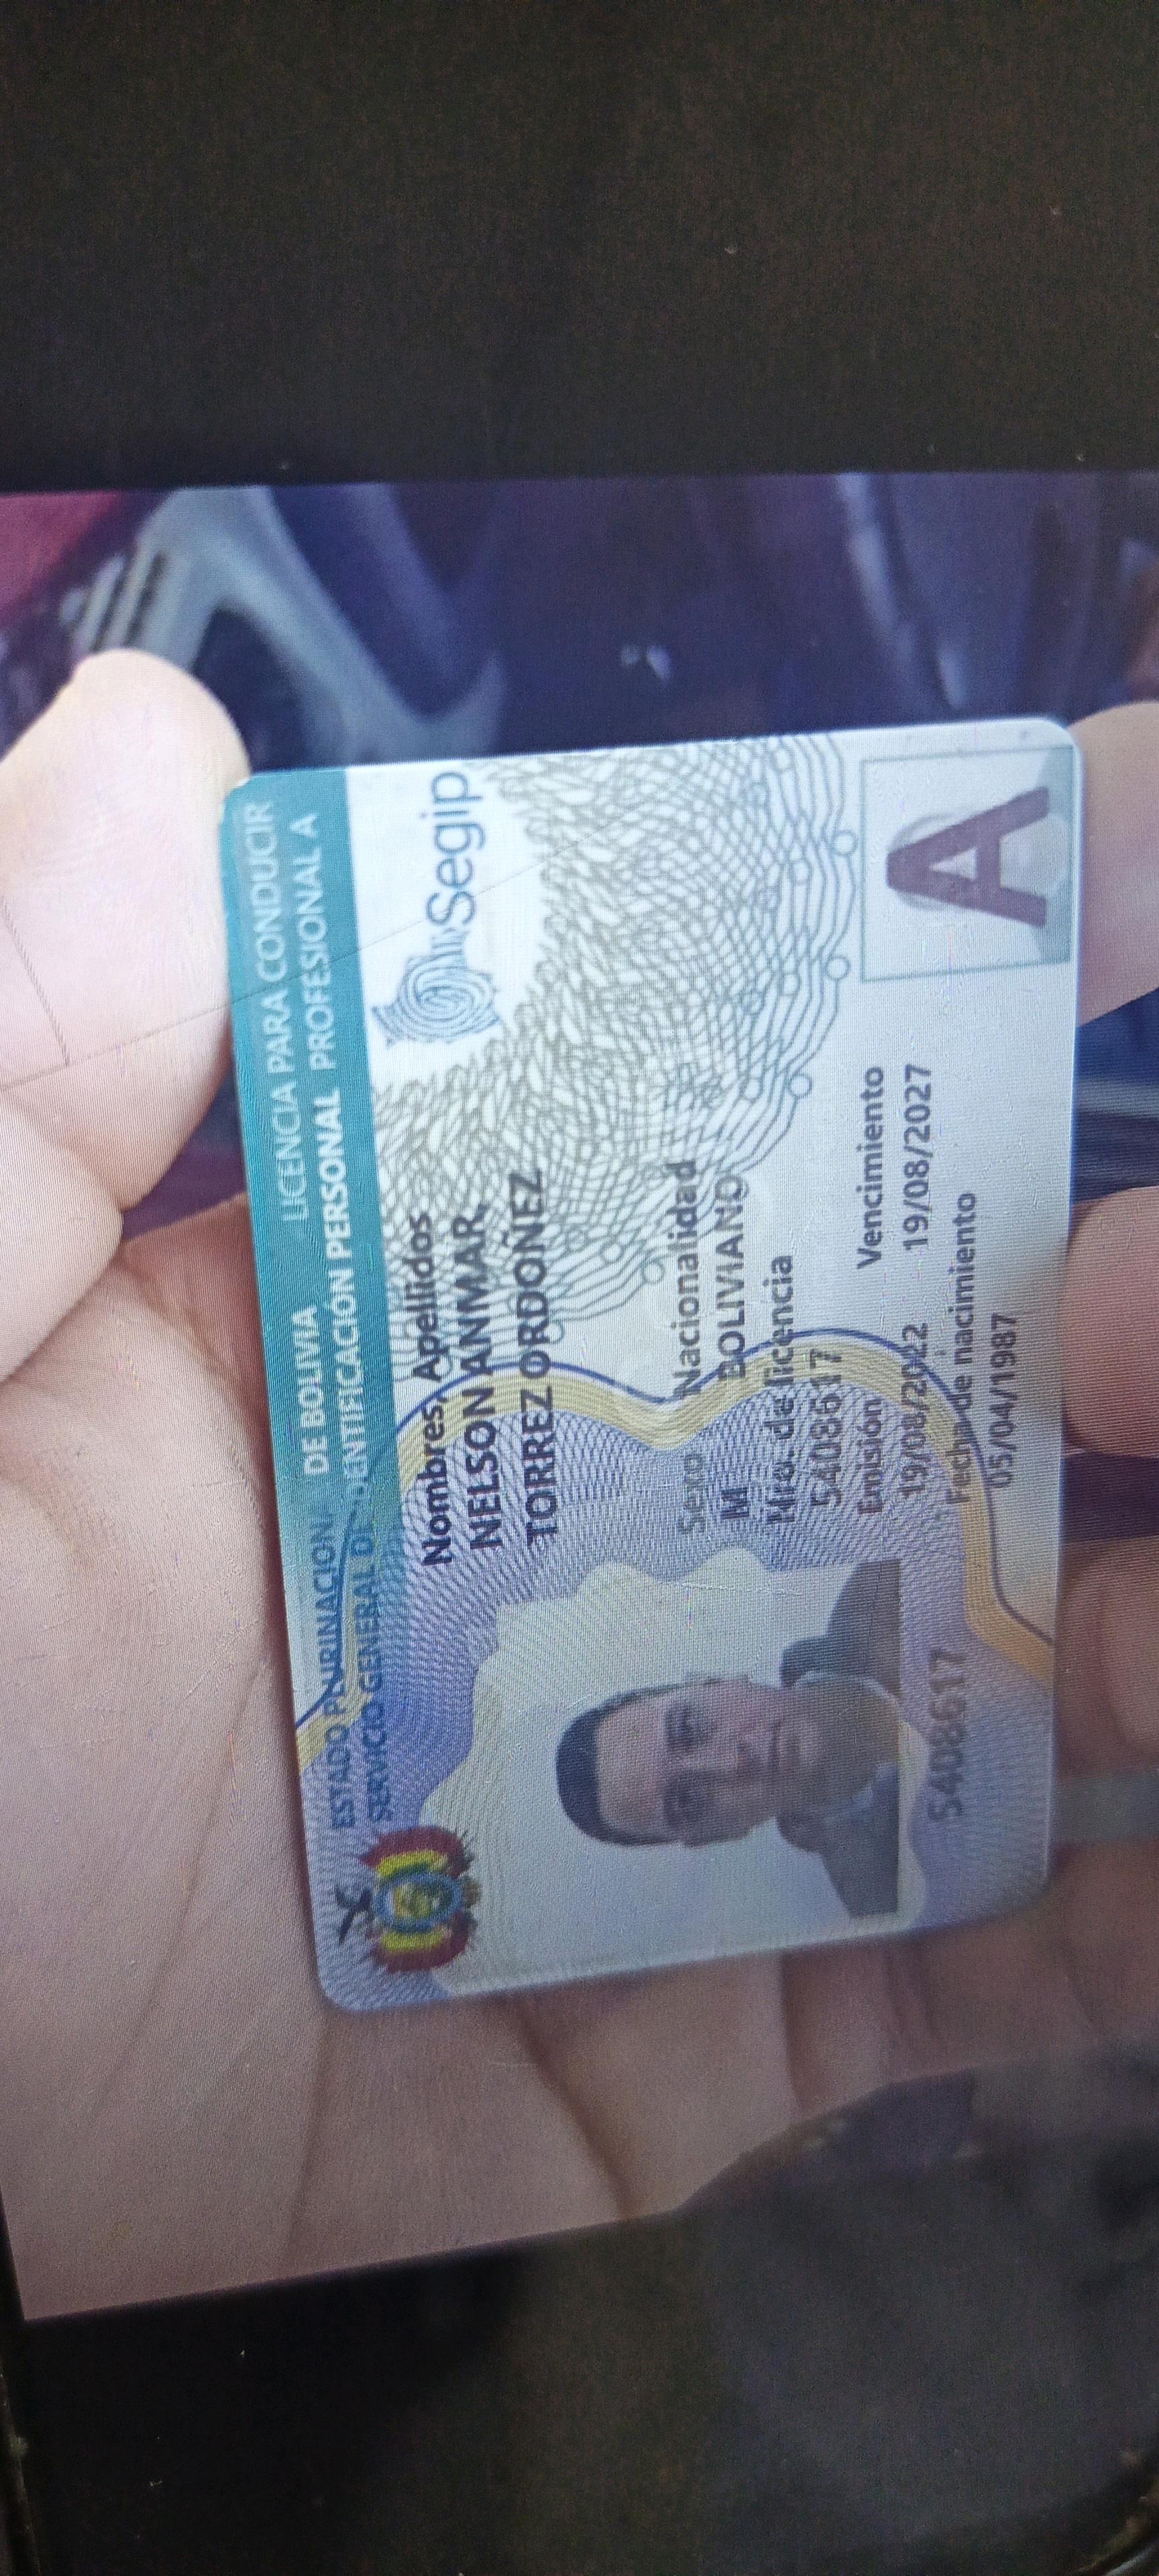 ESTADO PLURINACIONAL DE BOLIVIA LICENCIA PARA CONDUCIR
SERVICIO GENERAL DE IDENTIFICACIÓN PERSONAL PROFESIONAL A
Segip
Nombres, Apellidos
NELSON ANMAR
TORREZ ORDOÑEZ
Sexo Nacionalidad
M BOLIVIANO
Nro. de licencia
5408617
Emisión Vencimiento
19/08/2022 19/08/2027
Fecha de nacimiento
05/04/1987
5408617
A